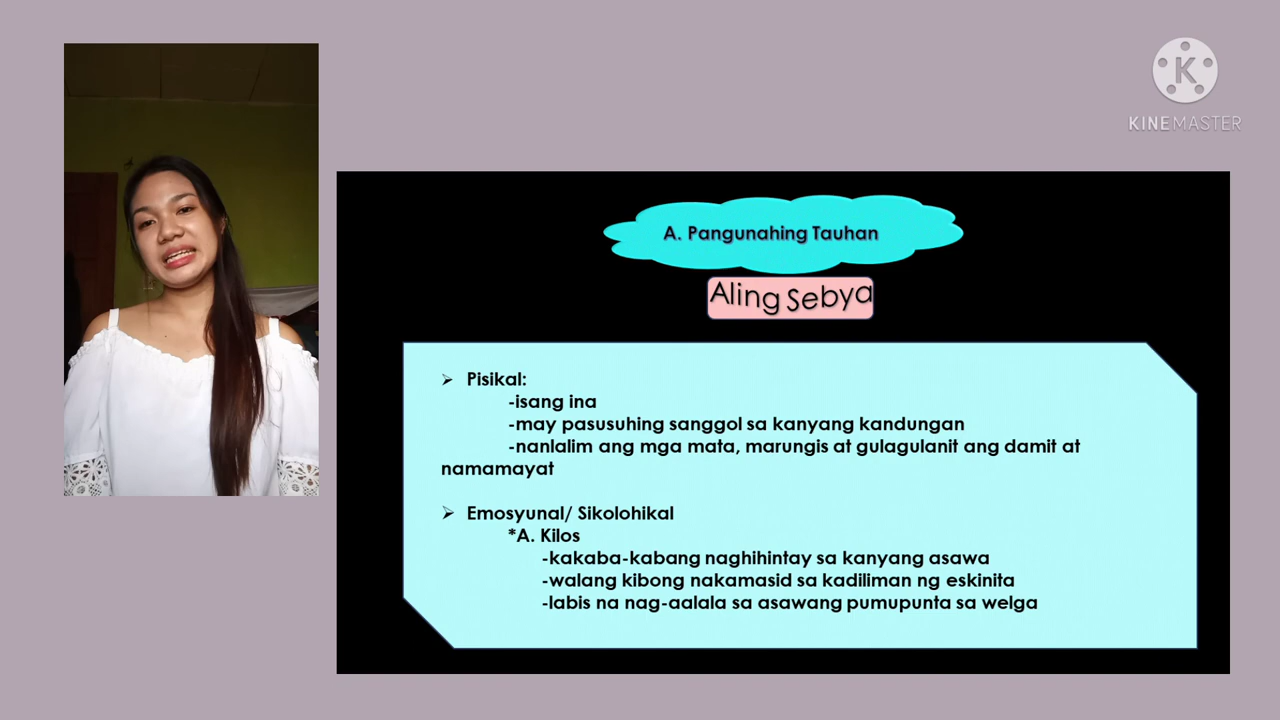 K
KINEMASTER
A. Pangunahing Tauhan
Aling Sebya
➢ Pisikal:
-isang ina
-may pasusuhing sanggol sa kanyang kandungan
-nanlalim ang mga mata, marungis at gulagulanit ang damit at
namamayat
➢ Emosyunal/ Sikolohikal
*A. Kilos
-kakaba-kabang naghihintay sa kanyang asawa
-walang kibong nakamasid sa kadiliman ng eskinita
-labis na nag-aalala sa asawang pumupunta sa welga